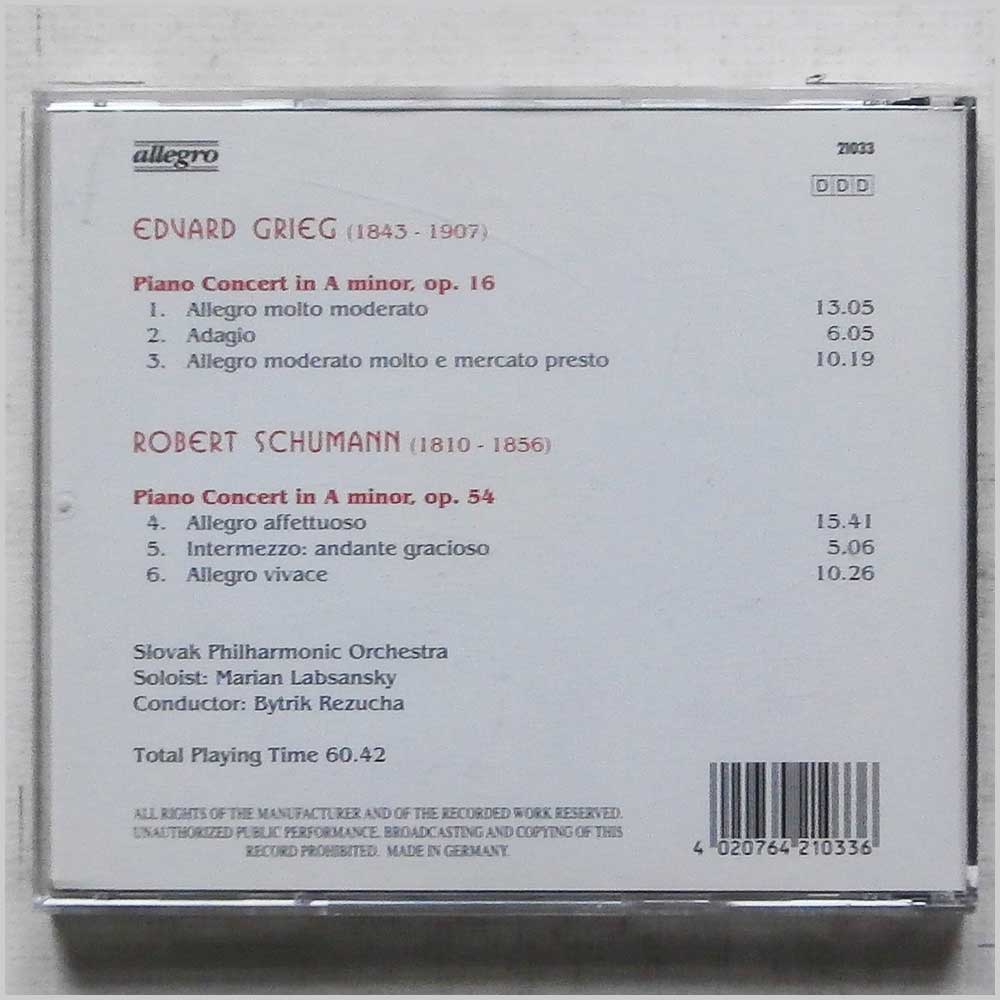 allegro
21033
D D D
EDVARD GRIEG (1843 - 1907)
Piano Concert in A minor, op. 16
1. Allegro molto moderato 13.05
2. Adagio 6.05
3. Allegro moderato molto e mercato presto 10.19
ROBERT SCHUMANN (1810 - 1856)
Piano Concert in A minor, op. 54
4. Allegro affettuoso 15.41
5. Intermezzo: andante gracioso 5.06
6. Allegro vivace 10.26
Slovak Philharmonic Orchestra
Soloist: Marian Labsansky
Conductor: Bytrik Rezucha
Total Playing Time 60.42
ALL RIGHTS OF THE MANUFACTURER AND OF THE RECORDED WORK RESERVED.
UNAUTHORIZED PUBLIC PERFORMANCE. BROADCASTING AND COPYING OF THIS
RECORD PROHIBITED. MADE IN GERMANY.
4 020764 210336